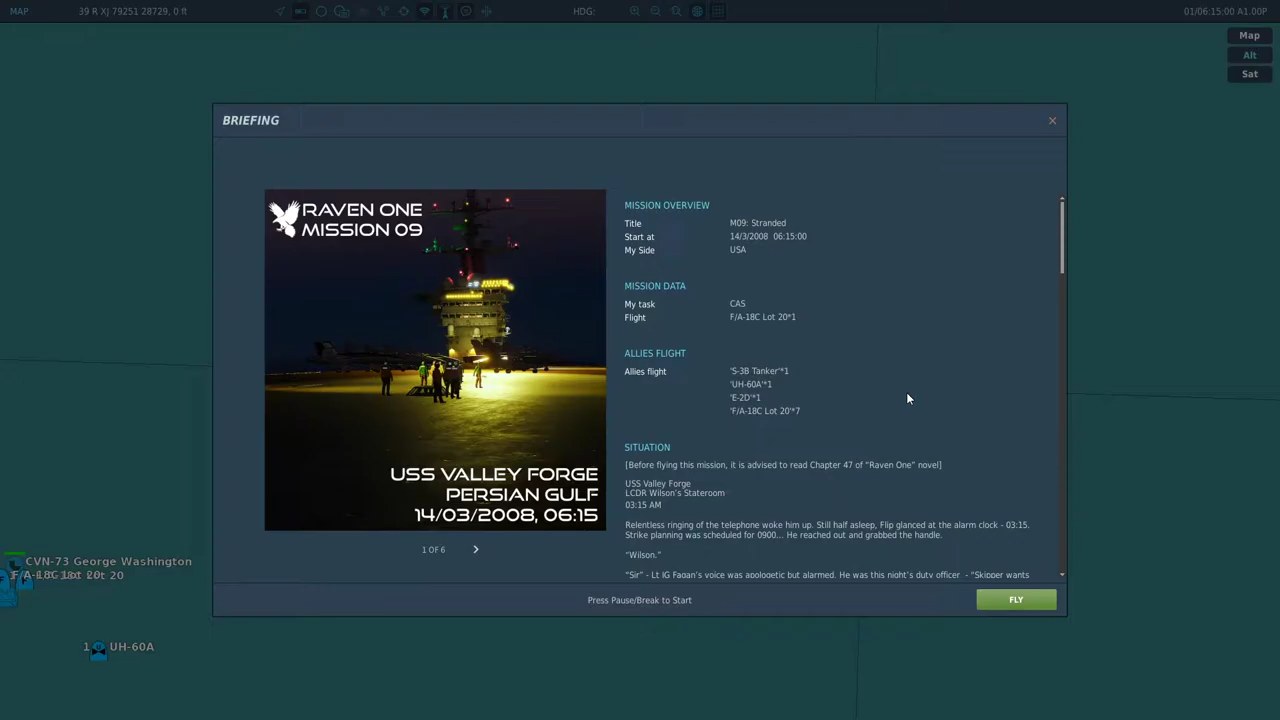 MAP
39 R XJ 79251 28729, 0 ft
HDG:
01/06:15:00 A1.00P
Map
Alt
Sat
BRIEFING
RAVEN ONE
MISSION 09
USS VALLEY FORGE
PERSIAN GULF
14/03/2008, 06:15
1 OF 6
MISSION OVERVIEW
Title M09: Stranded
Start at 14/3/2008 06:15:00
My Side USA
MISSION DATA
My task CAS
Flight F/A-18C Lot 20*1
ALLIES FLIGHT
Allies flight 'S-3B Tanker'*1
'UH-60A'*1
'E-2D'*1
'F/A-18C Lot 20'*7
SITUATION
[Before flying this mission, it is advised to read Chapter 47 of "Raven One" novel]
USS Valley Forge
LCDR Wilson's Stateroom
03:15 AM
Relentless ringing of the telephone woke him up. Still half asleep, Flip glanced at the alarm clock - 03:15.
Strike planning was scheduled for 0900... He reached out and grabbed the handle.
"Wilson."
"Sir" - Lt JG Fagan's voice was apologetic but alarmed. He was this night's duty officer - "Skipper wants
Press Pause/Break to Start
FLY
CVN-73 George Washington
Lot 20
1 UH-60A